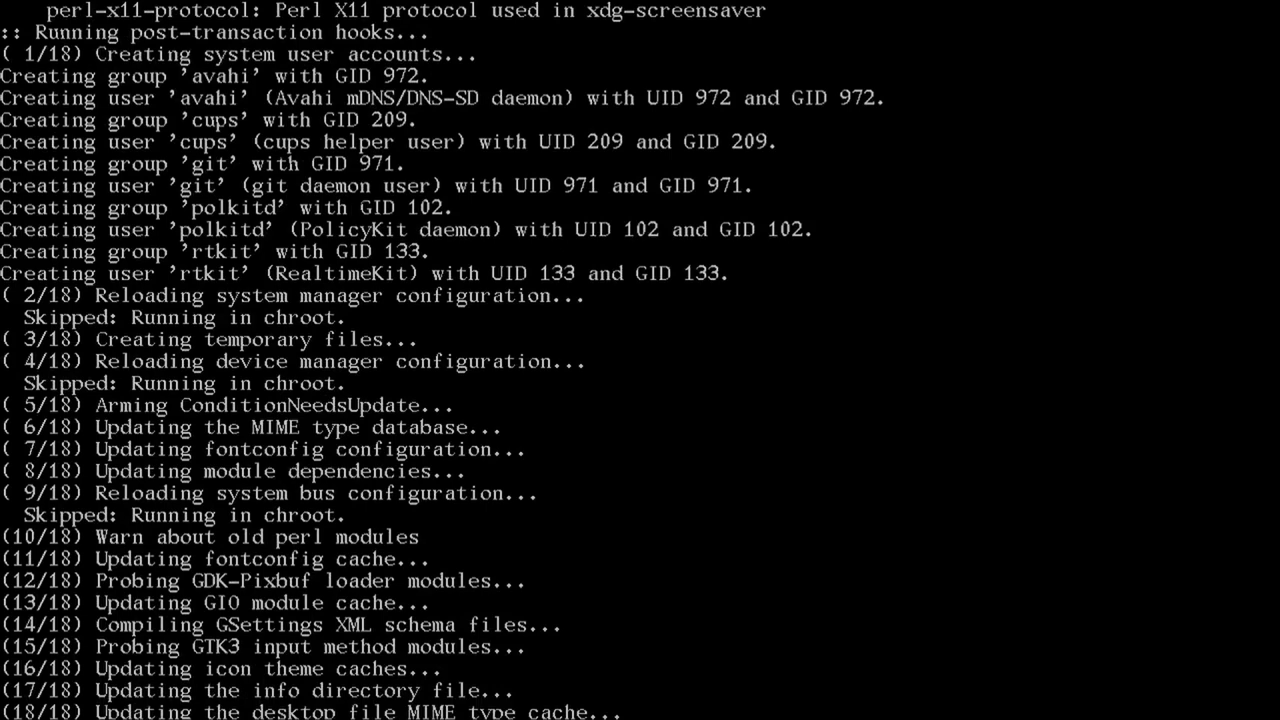 perl-x11-protocol: Perl X11 protocol used in xdg-screensaver
:: Running post-transaction hooks...
( 1/18) Creating system user accounts...
Creating group 'avahi' with GID 972.
Creating user 'avahi' (Avahi mDNS/DNS-SD daemon) with UID 972 and GID 972.
Creating group 'cups' with GID 209.
Creating user 'cups' (cups helper user) with UID 209 and GID 209.
Creating group 'git' with GID 971.
Creating user 'git' (git daemon user) with UID 971 and GID 971.
Creating group 'polkitd' with GID 102.
Creating user 'polkitd' (PolicyKit daemon) with UID 102 and GID 102.
Creating group 'rtkit' with GID 133.
Creating user 'rtkit' (RealtimeKit) with UID 133 and GID 133.
( 2/18) Reloading system manager configuration...
  Skipped: Running in chroot.
( 3/18) Creating temporary files...
( 4/18) Reloading device manager configuration...
  Skipped: Running in chroot.
( 5/18) Arming ConditionNeedsUpdate...
( 6/18) Updating the MIME type database...
( 7/18) Updating fontconfig configuration...
( 8/18) Updating module dependencies...
( 9/18) Reloading system bus configuration...
  Skipped: Running in chroot.
(10/18) Warn about old perl modules
(11/18) Updating fontconfig cache...
(12/18) Probing GDK-Pixbuf loader modules...
(13/18) Updating GIO module cache...
(14/18) Compiling GSettings XML schema files...
(15/18) Probing GTK3 input method modules...
(16/18) Updating icon theme caches...
(17/18) Updating the info directory file...
(18/18) Updating the desktop file MIME type cache...